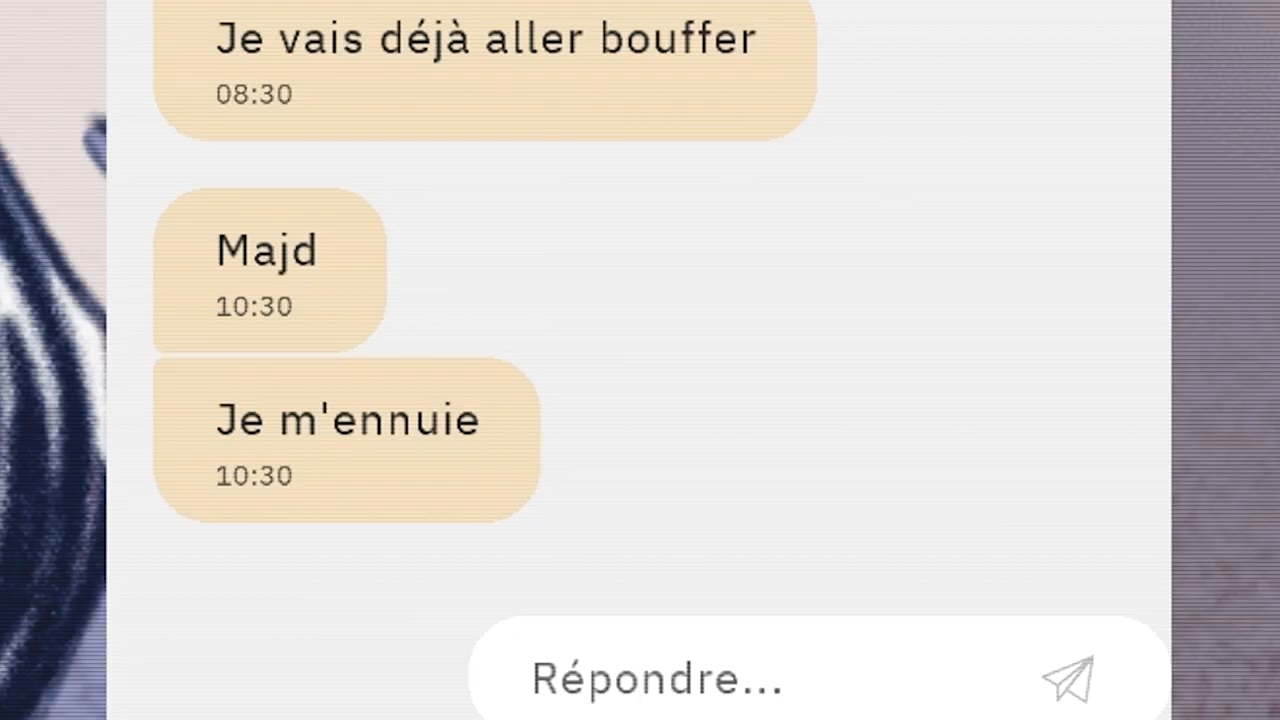 Je vais déjà aller bouffer
08:30
Majd
10:30
Je m'ennuie
10:30
Répondre...